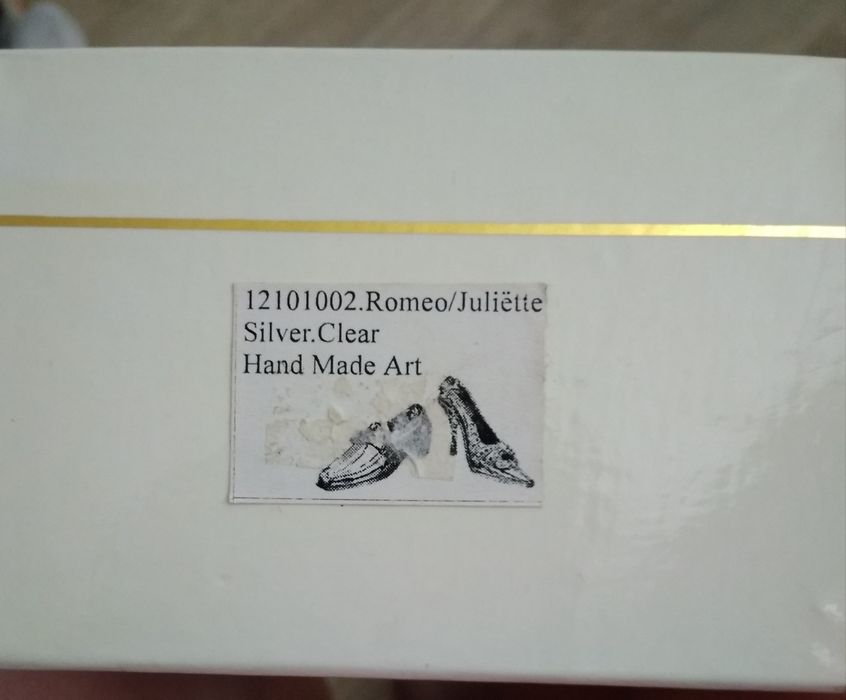 12101002.Romeo/Juliëtte
Silver.Clear
Hand Made Art